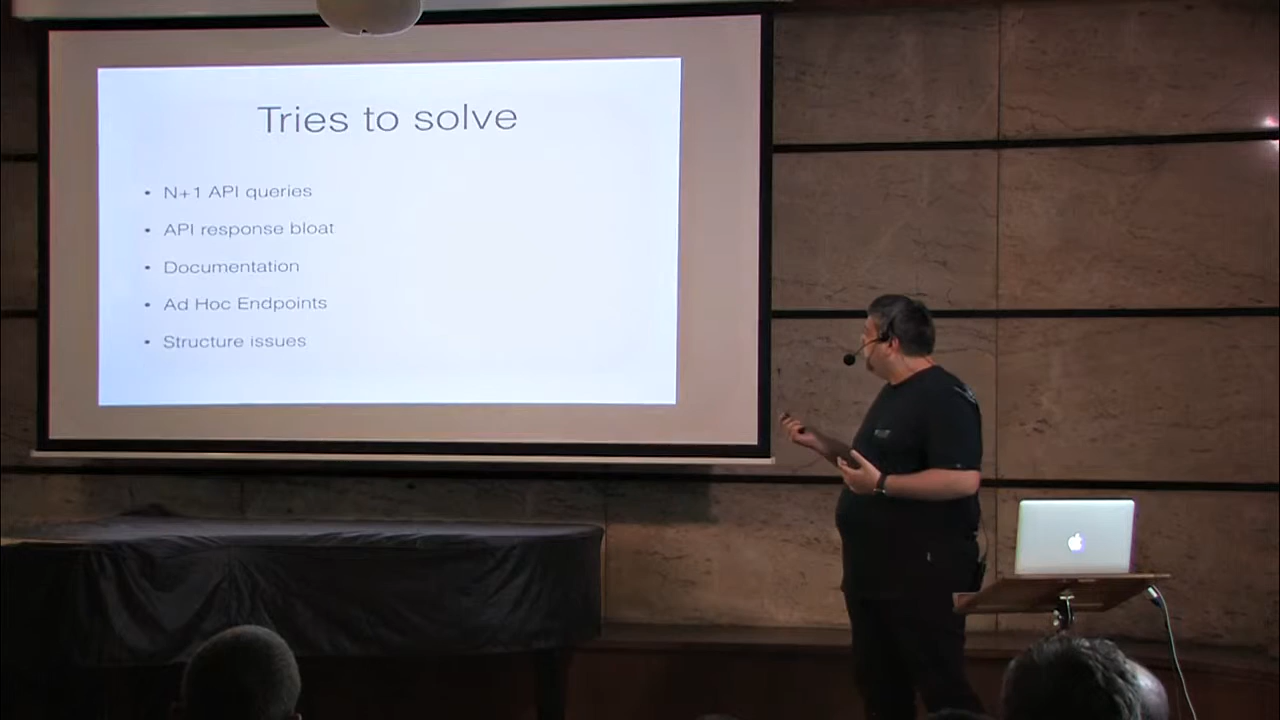 Tries to solve
• N+1 API queries
• API response bloat
• Documentation
• Ad Hoc Endpoints
• Structure issues